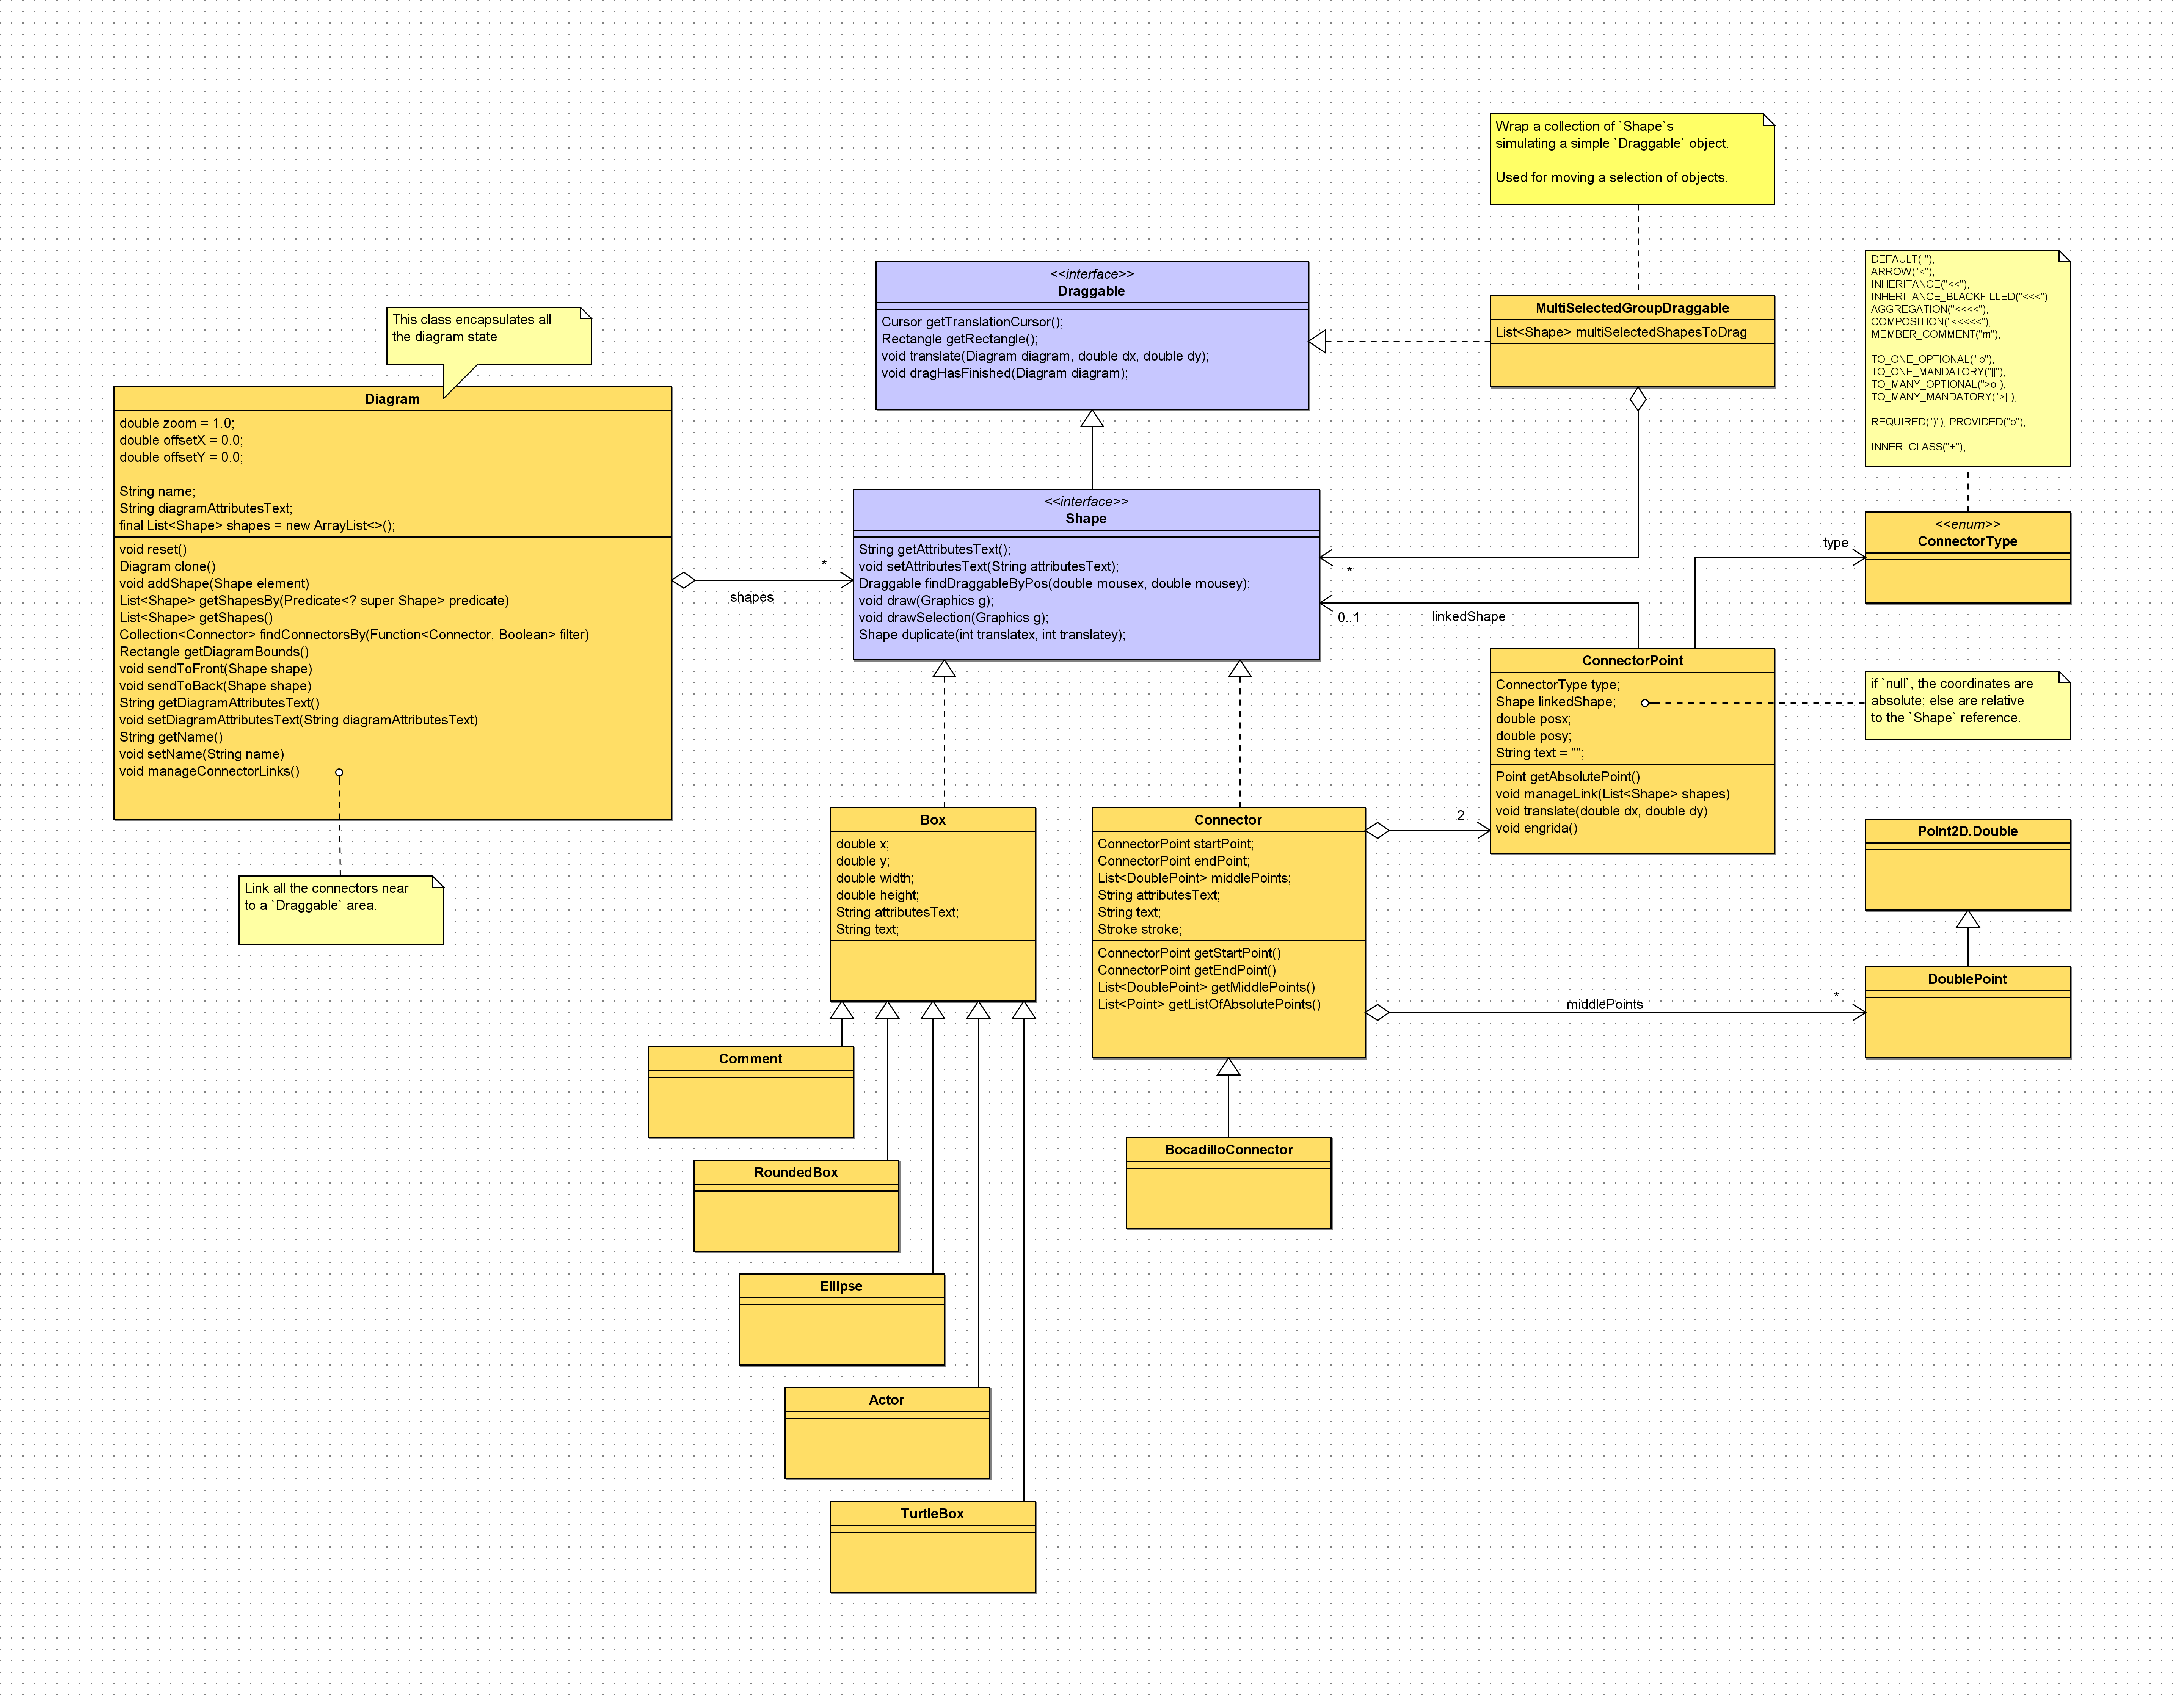 Wrap a collection of `Shape`s
simulating a simple `Draggable` object.
Used for moving a selection of objects.
<<interface>>
Draggable
Cursor getTranslationCursor();
Rectangle getRectangle();
void translate(Diagram diagram, double dx, double dy);
void dragHasFinished(Diagram diagram);
MultiSelectedGroupDraggable
List<Shape> multiSelectedShapesToDrag
DEFAULT(""),
ARROW("<"),
INHERITANCE("<<"),
INHERITANCE_BLACKFILLED("<<<"),
AGGREGATION("<<<<"),
COMPOSITION("<<<<<"),
MEMBER_COMMENT("m"),
TO_ONE_OPTIONAL("|o"),
TO_ONE_MANDATORY("||"),
TO_MANY_OPTIONAL(">o"),
TO_MANY_MANDATORY(">|"),
REQUIRED(")"), PROVIDED("o"),
INNER_CLASS("+");
This class encapsulates all
the diagram state
Diagram
double zoom = 1.0;
double offsetX = 0.0;
double offsetY = 0.0;
String name;
String diagramAttributesText;
final List<Shape> shapes = new ArrayList<>();
void reset()
Diagram clone()
void addShape(Shape element)
List<Shape> getShapesBy(Predicate<? super Shape> predicate)
List<Shape> getShapes()
Collection<Connector> findConnectorsBy(Function<Connector, Boolean> filter)
Rectangle getDiagramBounds()
void sendToFront(Shape shape)
void sendToBack(Shape shape)
String getDiagramAttributesText()
void setDiagramAttributesText(String diagramAttributesText)
String getName()
void setName(String name)
void manageConnectorLinks()
*
shapes
<<interface>>
Shape
String getAttributesText();
void setAttributesText(String attributesText);
Draggable findDraggableByPos(double mousex, double mousey);
void draw(Graphics g);
void drawSelection(Graphics g);
Shape duplicate(int translatex, int translatey);
*
0..1
linkedShape
type
<<enum>>
ConnectorType
ConnectorPoint
ConnectorType type;
Shape linkedShape;
double posx;
double posy;
String text = "";
Point getAbsolutePoint()
void manageLink(List<Shape> shapes)
void translate(double dx, double dy)
void engrida()
if `null`, the coordinates are
absolute; else are relative
to the `Shape` reference.
Link all the connectors near
to a `Draggable` area.
Box
double x;
double y;
double width;
double height;
String attributesText;
String text;
Connector
ConnectorPoint startPoint;
ConnectorPoint endPoint;
List<DoublePoint> middlePoints;
String attributesText;
String text;
Stroke stroke;
ConnectorPoint getStartPoint()
ConnectorPoint getEndPoint()
List<DoublePoint> getMiddlePoints()
List<Point> getListOfAbsolutePoints()
2
Point2D.Double
middlePoints
*
DoublePoint
Comment
BocadilloConnector
RoundedBox
Ellipse
Actor
TurtleBox